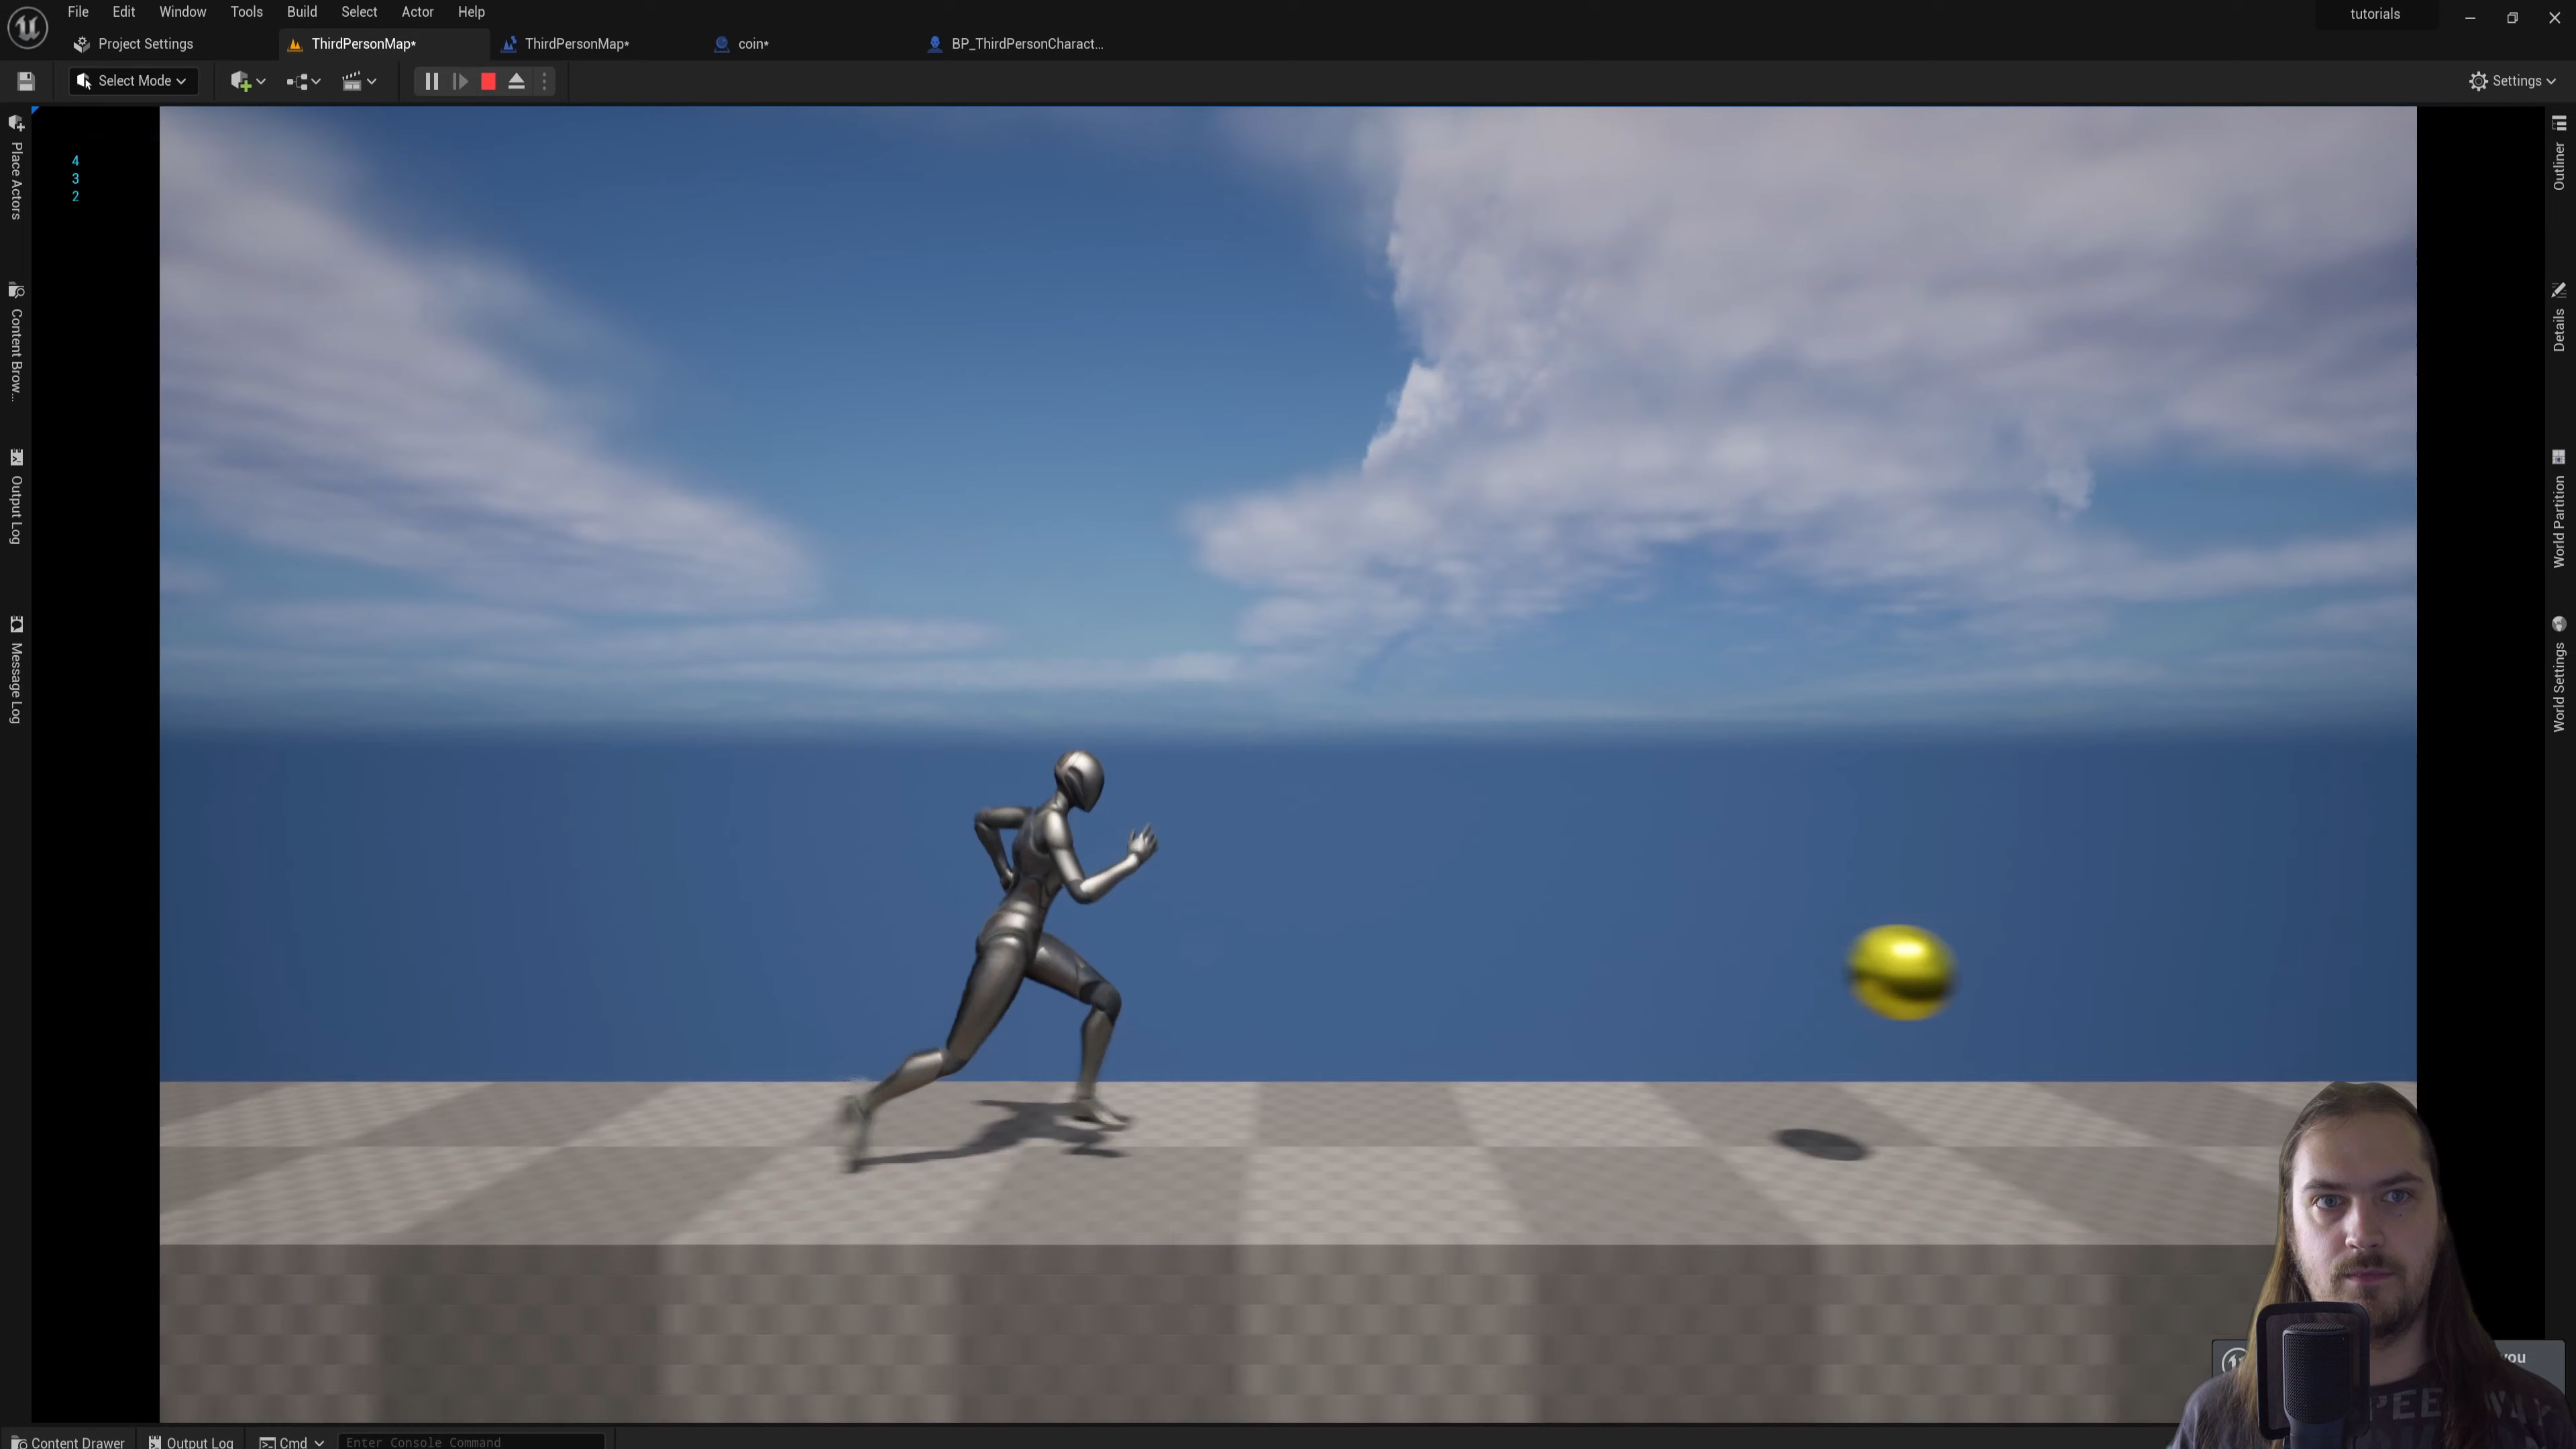 File Edit Window Tools Build Select Actor Help
tutorials
Project Settings
ThirdPersonMap*
ThirdPersonMap*
coin*
BP_ThirdPersonCharact...
Select Mode
Settings
4
3
2
Place Actors
Content Brow...
Output Log
Message Log
Outliner
Details
World Partition
World Settings
you
Content Drawer
Output Log
Cmd
Enter Console Command